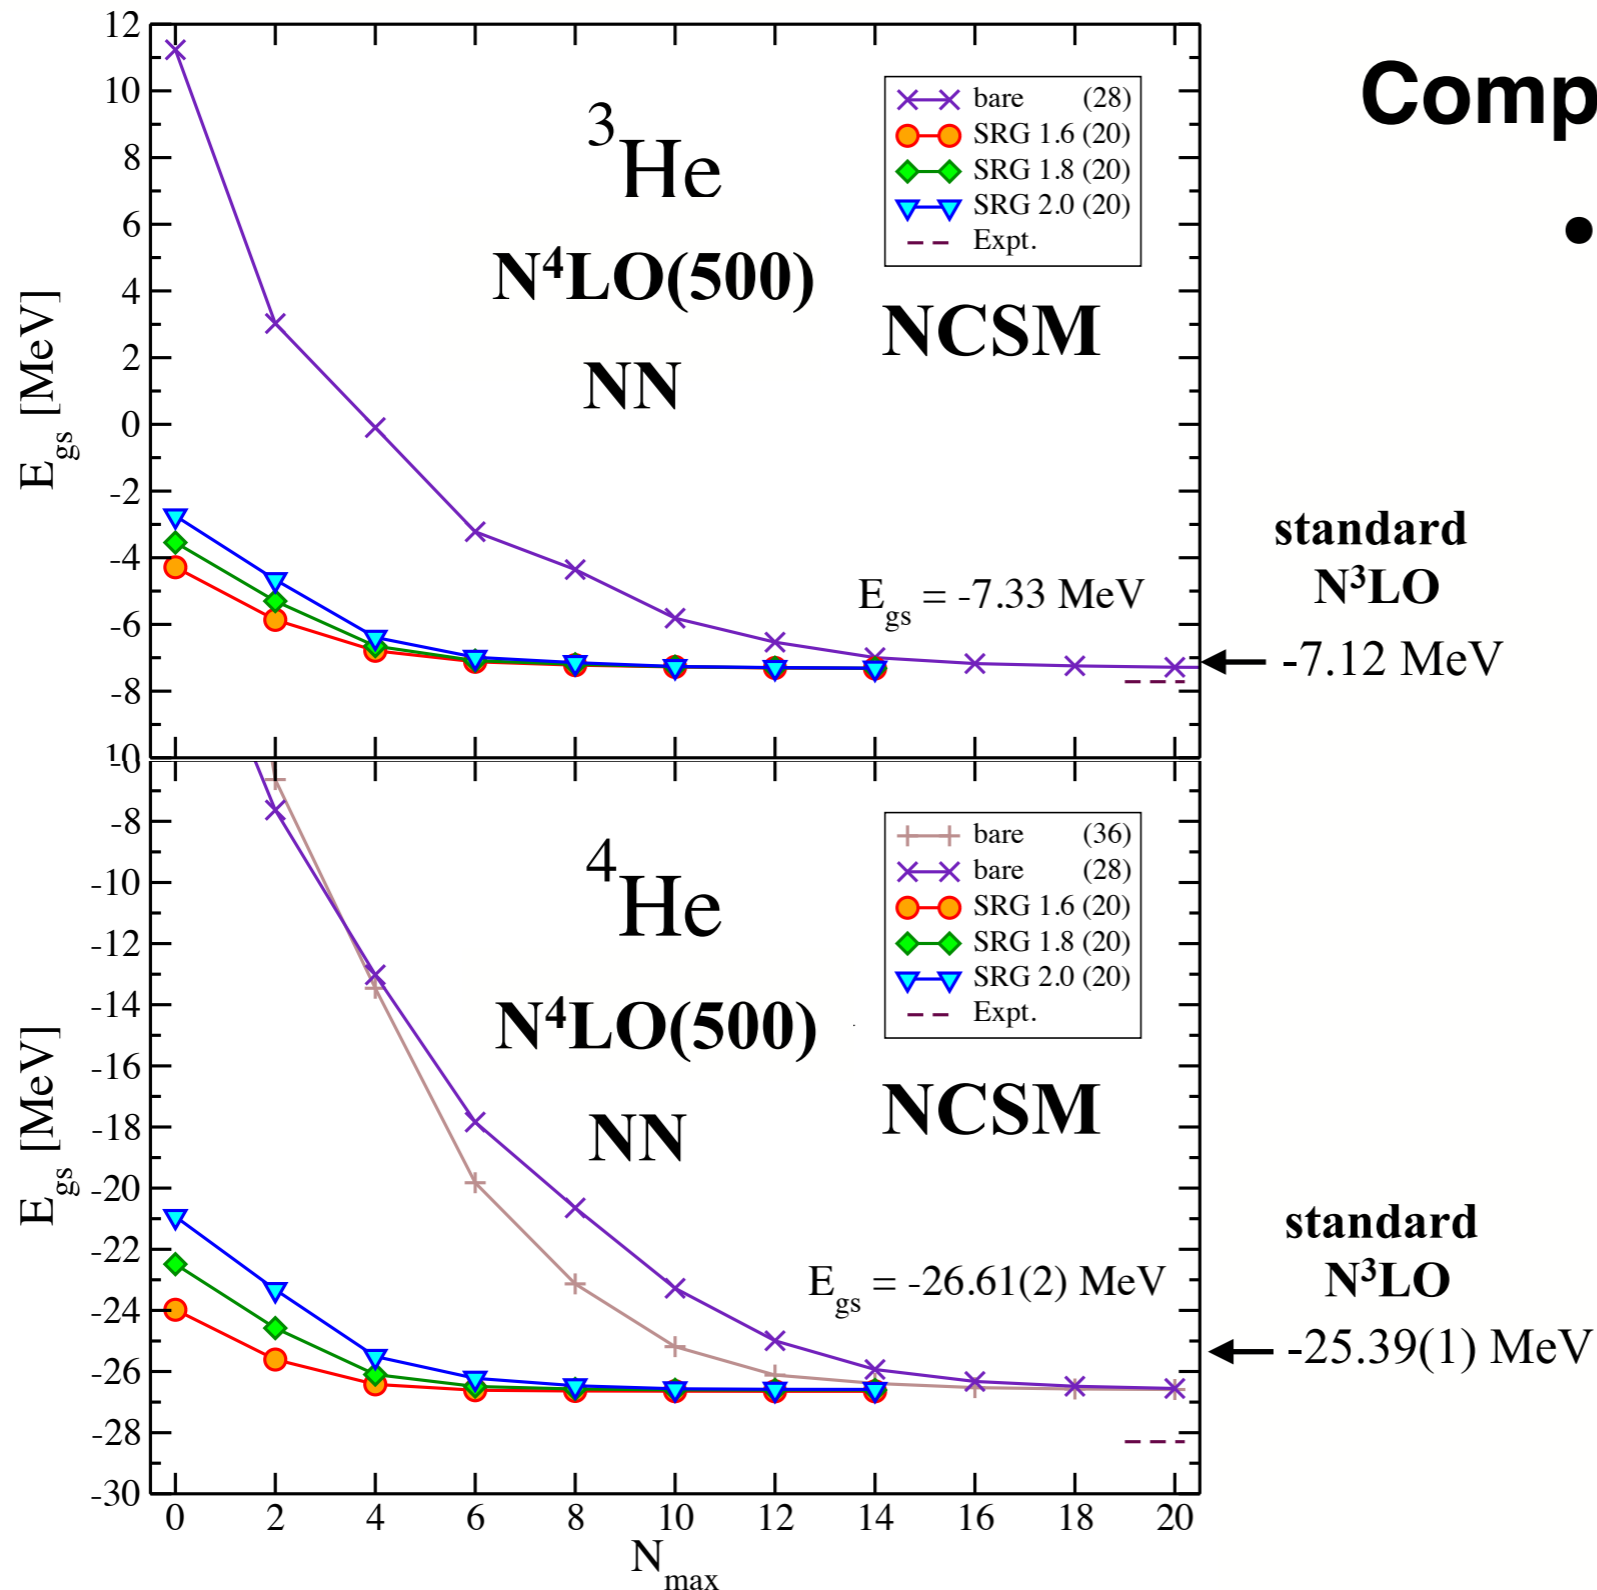 Comp
•
12
10
8
6
4
2
0
-2
-4
-6
-8
10
E_gs [MeV]
³He
N⁴LO(500)
NN
NCSM
bare (28)
SRG 1.6 (20)
SRG 1.8 (20)
SRG 2.0 (20)
Expt.
E_gs = -7.33 MeV
standard
N³LO
-7.12 MeV
-8
-10
-12
-14
-16
-18
-20
-22
-24
-26
-28
-30
E_gs [MeV]
⁴He
N⁴LO(500)
NN
NCSM
bare (36)
bare (28)
SRG 1.6 (20)
SRG 1.8 (20)
SRG 2.0 (20)
Expt.
E_gs = -26.61(2) MeV
standard
N³LO
-25.39(1) MeV
0 2 4 6 8 10 12 14 16 18 20
N_max